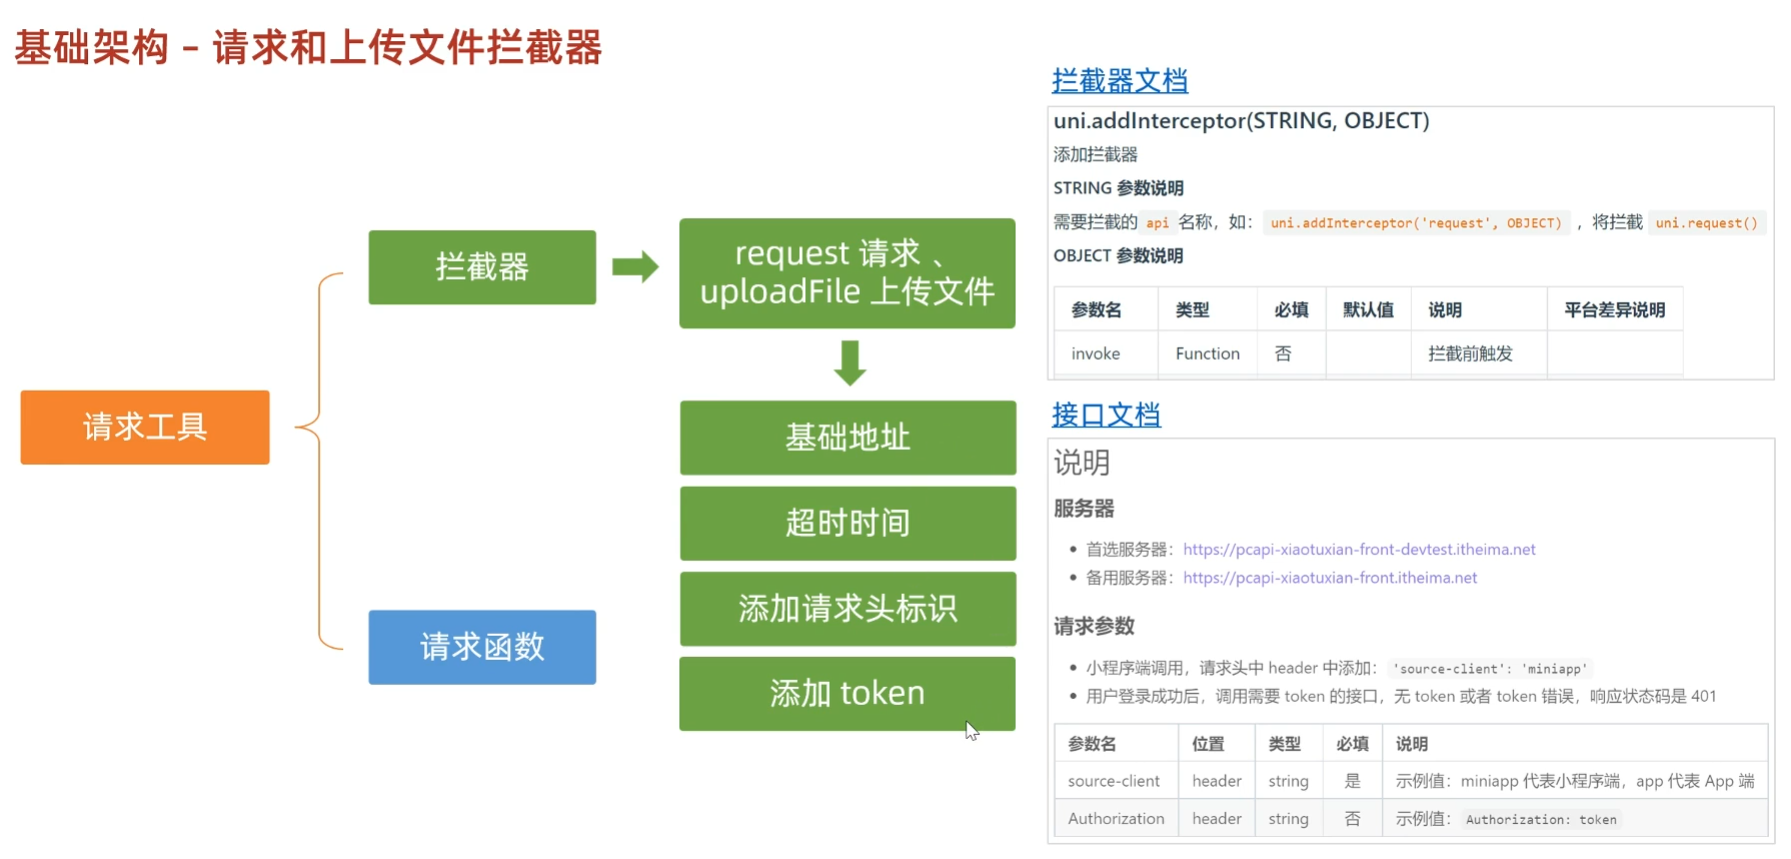 基础架构 – 请求和上传文件拦截器
请求工具
拦截器
请求函数
request 请求 、
uploadFile 上传文件
基础地址
超时时间
添加请求头标识
添加 token
拦截器文档
uni.addInterceptor(STRING, OBJECT)
添加拦截器
STRING 参数说明
需要拦截的 api 名称，如： uni.addInterceptor('request', OBJECT) ，将拦截 uni.request()
OBJECT 参数说明
参数名 类型 必填 默认值 说明 平台差异说明
invoke Function 否 拦截前触发
接口文档
说明
服务器
• 首选服务器：https://pcapi-xiaotuxian-front-devtest.itheima.net
• 备用服务器：https://pcapi-xiaotuxian-front.itheima.net
请求参数
• 小程序端调用，请求头中 header 中添加： 'source-client': 'miniapp'
• 用户登录成功后，调用需要 token 的接口，无 token 或者 token 错误，响应状态码是 401
参数名 位置 类型 必填 说明
source-client header string 是 示例值：miniapp 代表小程序端，app 代表 App 端
Authorization header string 否 示例值： Authorization: token